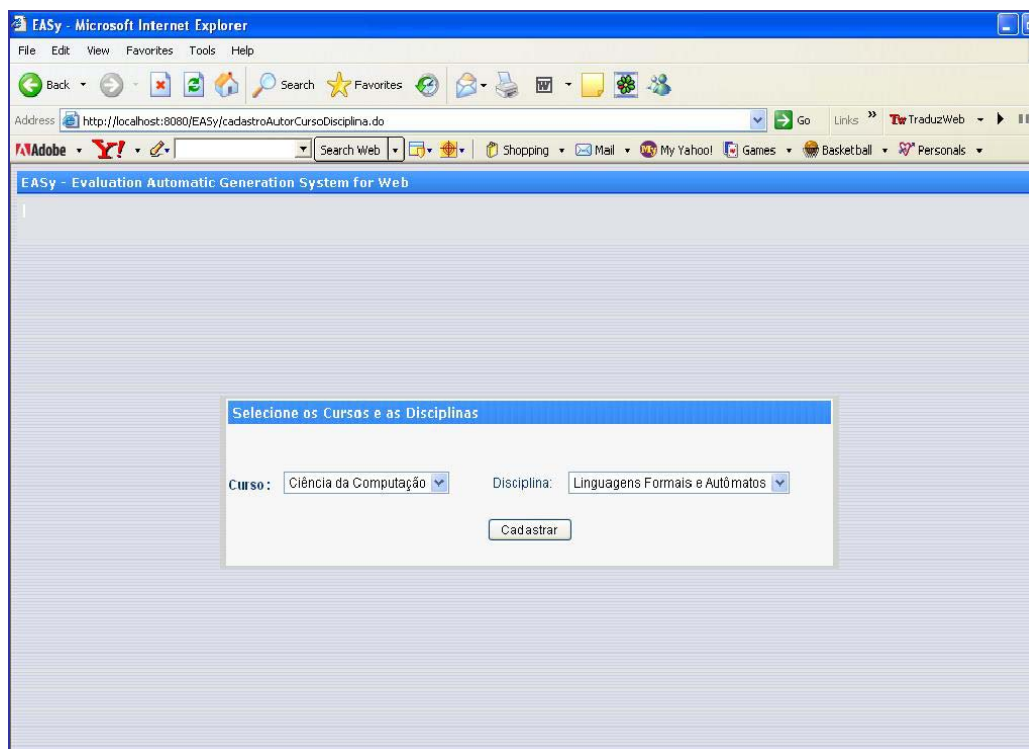 EASy - Microsoft Internet Explorer
File Edit View Favorites Tools Help
Back Search Favorites W
Address http://localhost:8080/EASy/cadastroAutorCursoDisciplina.do Go Links » Tw TraduzWeb
Adobe Y! Search Web Shopping Mail My Yahoo! Games Basketball Personals
EASy - Evaluation Automatic Generation System for Web
Selecione os Cursos e as Disciplinas
Curso: Ciência da Computação Disciplina: Linguagens Formais e Autômatos
Cadastrar